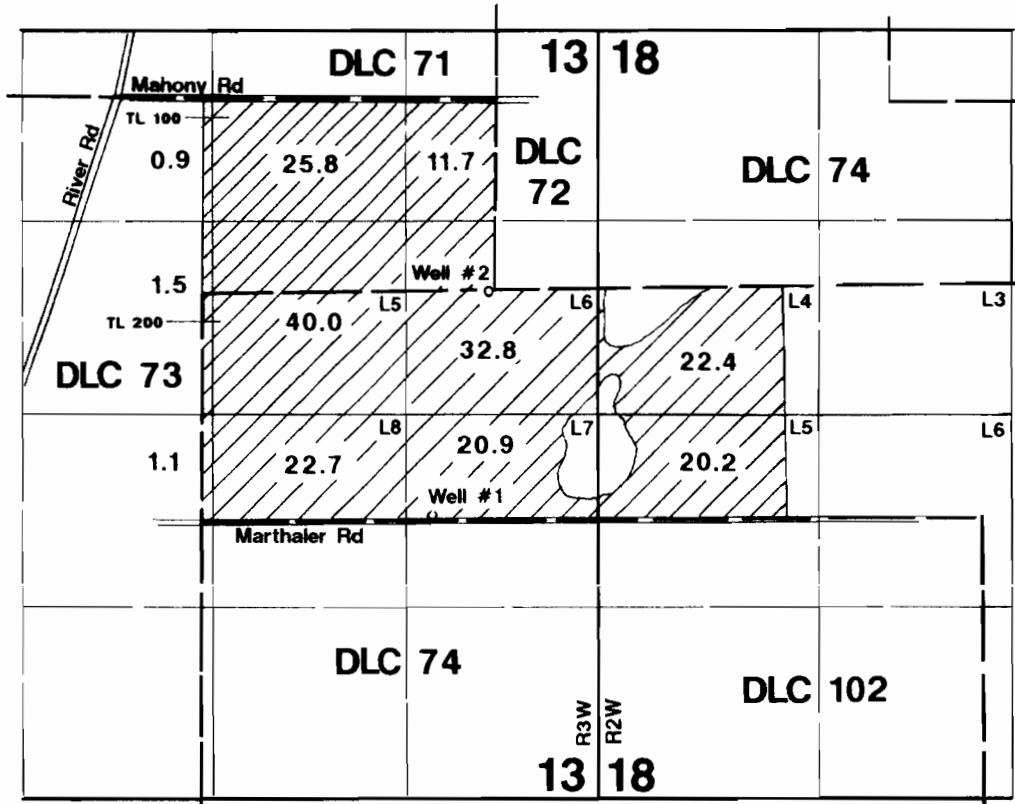 DLC 71
13 18
Mahony Rd
TL 100
River Rd
0.9
25.8
11.7
DLC
72
DLC 74
1.5
Well #2
L5
L6
L4
L3
TL 200
40.0
32.8
22.4
DLC 73
L8
L7
L5
L6
1.1
22.7
20.9
20.2
Well #1
Marthaler Rd
DLC 74
DLC 102
R3W
R2W
13 18